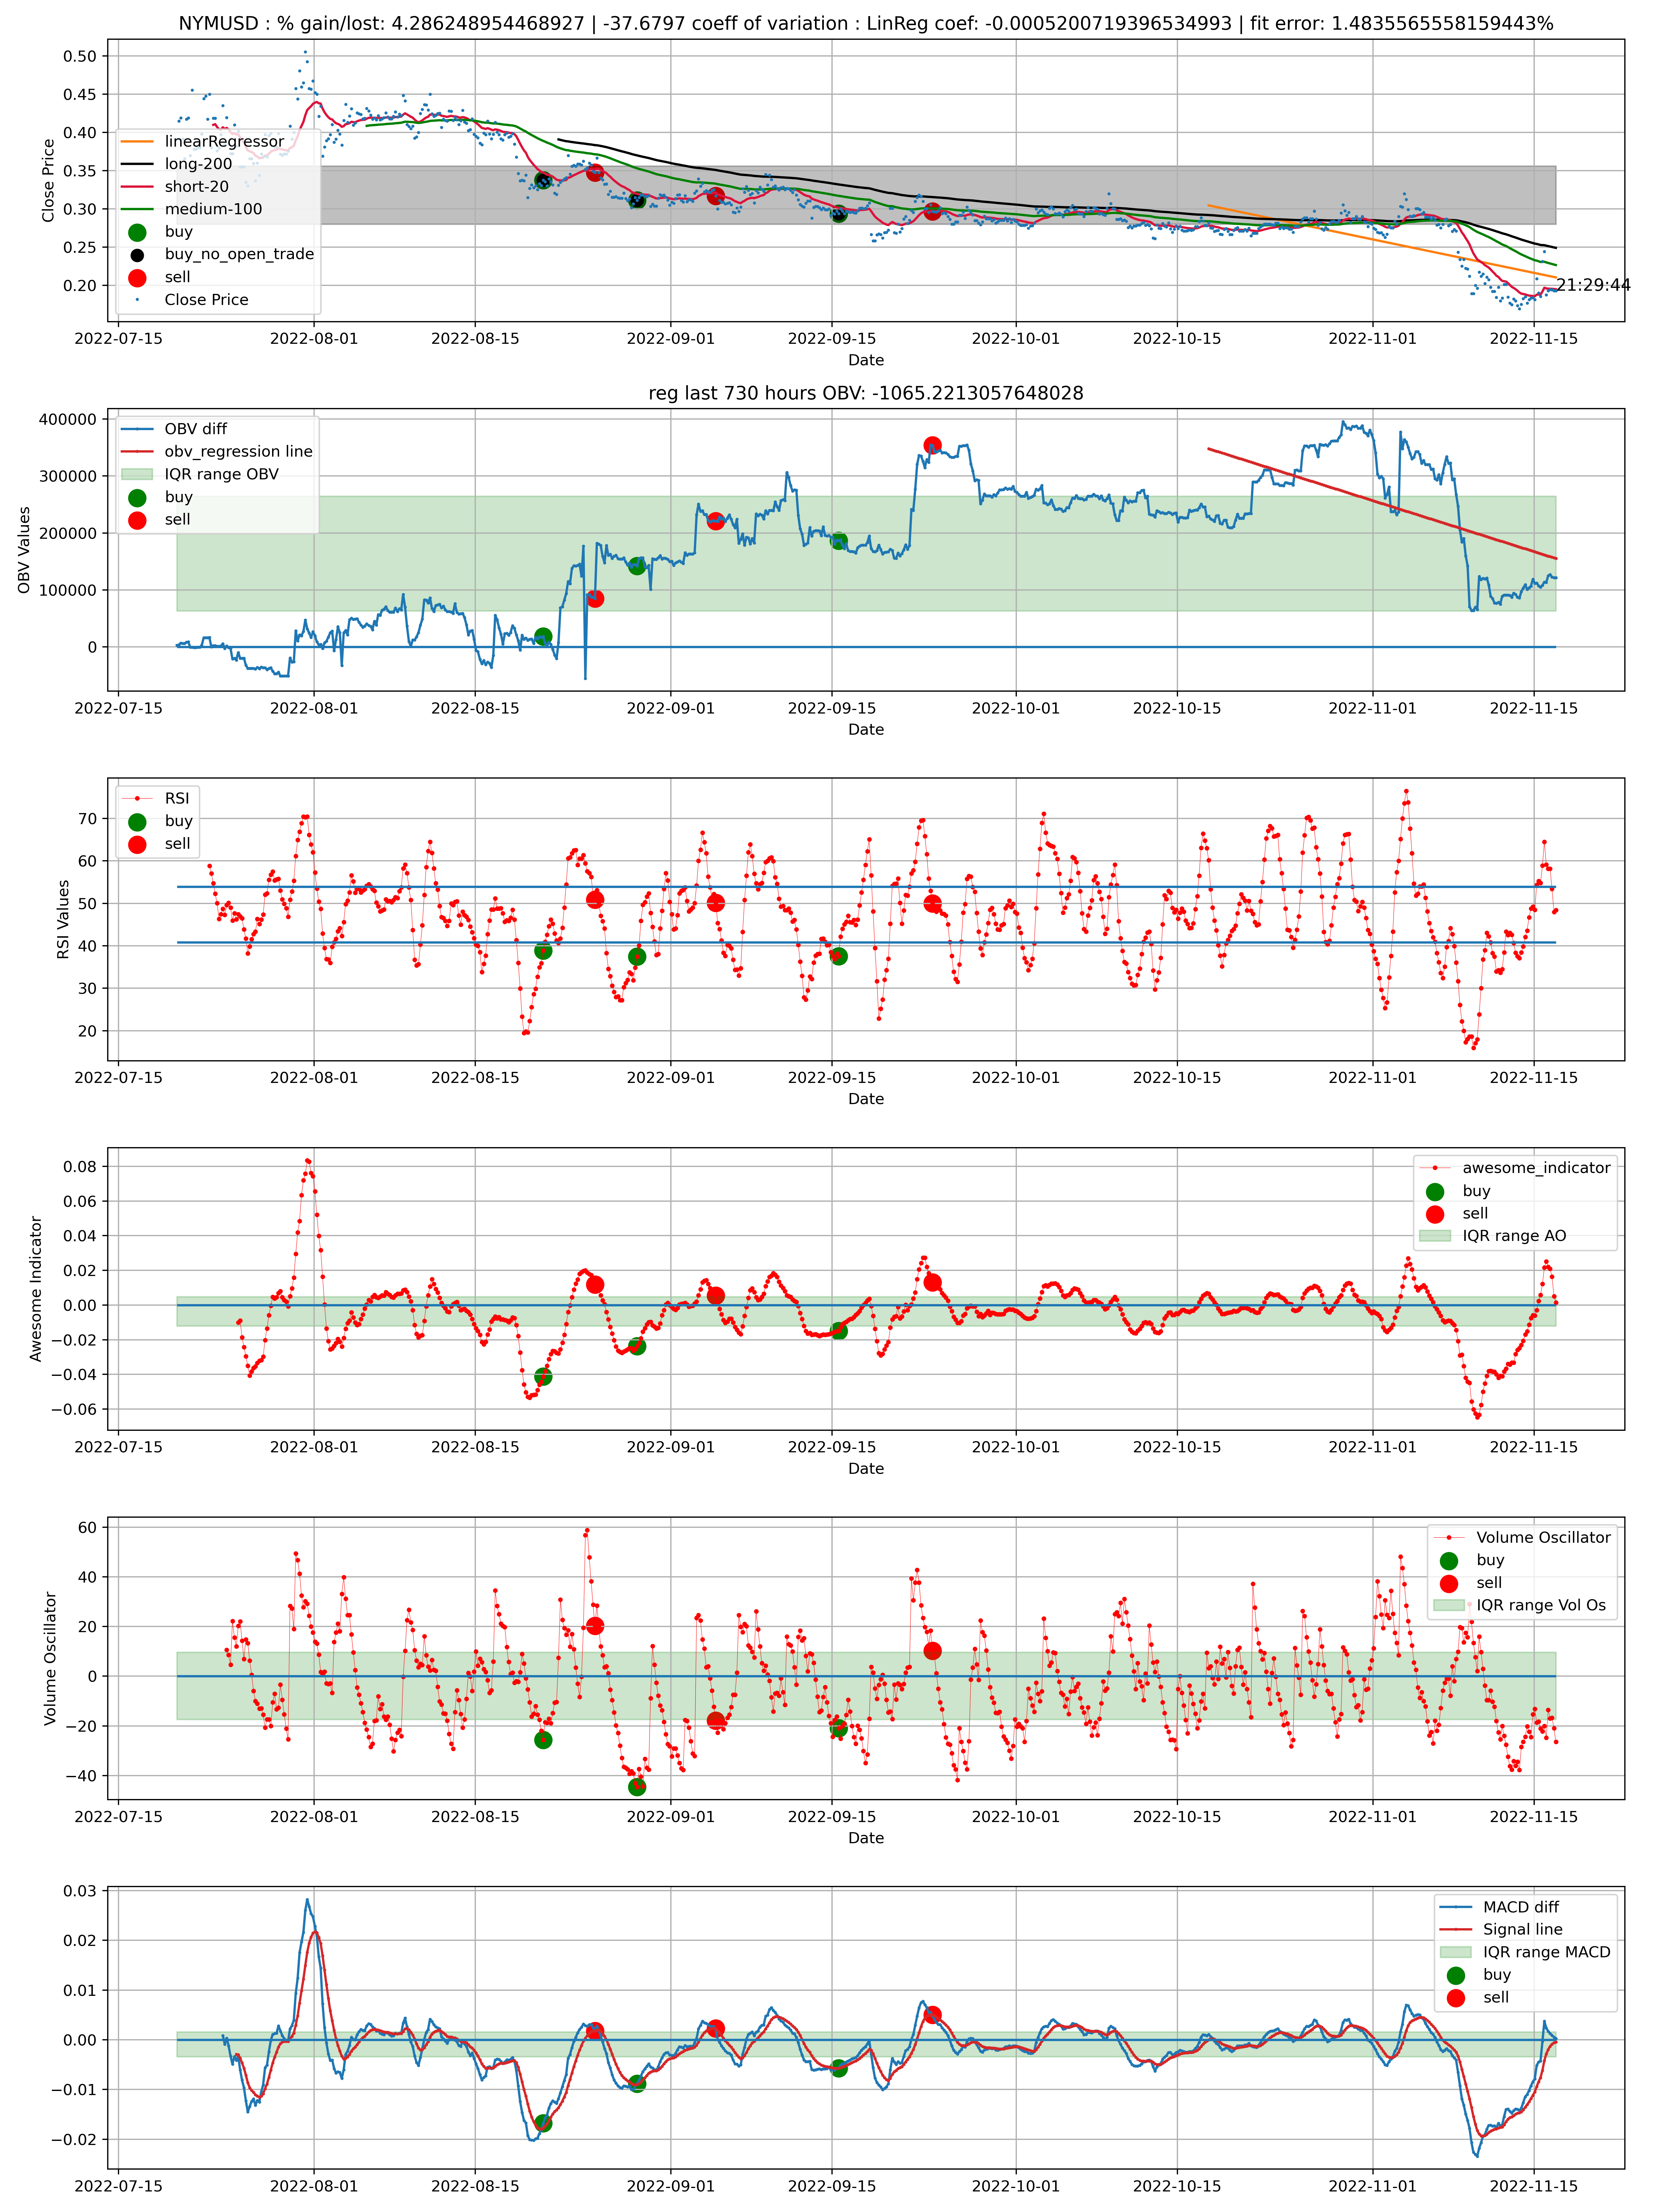 NYMUSD : % gain/lost: 4.286248954468927 | -37.6797 coeff of variation : LinReg coef: -0.0005200719396534993 | fit error: 1.4835565558159443%
Close Price
0.50
0.45
0.40
0.35
0.30
0.25
0.20
linearRegressor
long-200
short-20
medium-100
buy
buy_no_open_trade
sell
Close Price
21:29:44
2022-07-15 2022-08-01 2022-08-15 2022-09-01 2022-09-15 2022-10-01 2022-10-15 2022-11-01 2022-11-15
Date
reg last 730 hours OBV: -1065.2213057648028
OBV Values
400000
300000
200000
100000
0
OBV diff
obv_regression line
IQR range OBV
buy
sell
2022-07-15 2022-08-01 2022-08-15 2022-09-01 2022-09-15 2022-10-01 2022-10-15 2022-11-01 2022-11-15
Date
RSI Values
70
60
50
40
30
20
RSI
buy
sell
2022-07-15 2022-08-01 2022-08-15 2022-09-01 2022-09-15 2022-10-01 2022-10-15 2022-11-01 2022-11-15
Date
Awesome Indicator
0.08
0.06
0.04
0.02
0.00
−0.02
−0.04
−0.06
awesome_indicator
buy
sell
IQR range AO
2022-07-15 2022-08-01 2022-08-15 2022-09-01 2022-09-15 2022-10-01 2022-10-15 2022-11-01 2022-11-15
Date
Volume Oscillator
60
40
20
0
−20
−40
Volume Oscillator
buy
sell
IQR range Vol Os
2022-07-15 2022-08-01 2022-08-15 2022-09-01 2022-09-15 2022-10-01 2022-10-15 2022-11-01 2022-11-15
Date
0.03
0.02
0.01
0.00
−0.01
−0.02
MACD diff
Signal line
IQR range MACD
buy
sell
2022-07-15 2022-08-01 2022-08-15 2022-09-01 2022-09-15 2022-10-01 2022-10-15 2022-11-01 2022-11-15